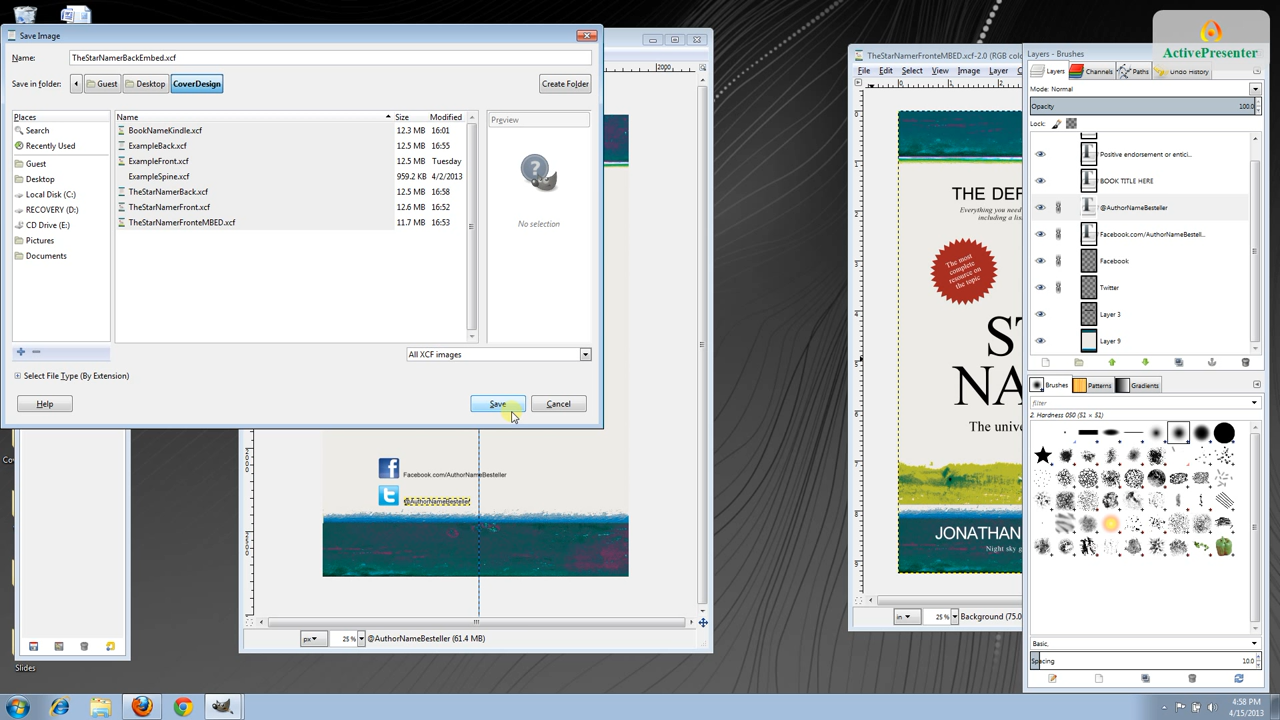 Save Image
Name: TheStarNamerBackEmbed.xcf
Save in folder: Guest Desktop CoverDesign Create Folder
Places
Search
Recently Used
Guest
Desktop
Local Disk (C:)
RECOVERY (D:)
CD Drive (E:)
Pictures
Documents
Name Size Modified
BookNameKindle.xcf 12.3 MB 16:01
ExampleBack.xcf 12.5 MB 16:55
ExampleFront.xcf 12.5 MB Tuesday
ExampleSpine.xcf 959.2 KB 4/2/2013
TheStarNamerBack.xcf 12.5 MB 16:58
TheStarNamerFront.xcf 12.6 MB 16:52
TheStarNamerFronteMBED.xcf 11.7 MB 16:53
Preview
No selection
All XCF images
Select File Type (By Extension)
Help Save Cancel
2000
Facebook.com/AuthorNameBesteller
@AuthorNameBesteller
px 25 % @AuthorNameBesteller (61.4 MB)
Slides
TheStarNamerFronteMBED.xcf-2.0 (RGB colo
File Edit Select View Image Layer
THE DEF
Everything you need
including a lis
The most
complete
resource on
the topic
ST
NA
The unive
JONATHAN
Night sky g
in 25 % Background (75.0
ActivePresenter
Layers - Brushes
Layers Channels Paths Undo History
Mode: Normal
Opacity 100.0
Lock:
Positive endorsement or entici...
BOOK TITLE HERE
@AuthorNameBesteller
Facebook.com/AuthorNameBestell...
Facebook
Twitter
Layer 3
Layer 9
Brushes Patterns Gradients
filter
2. Hardness 050 (51 × 51)
Basic,
Spacing 10.0
4:58 PM
4/15/2013